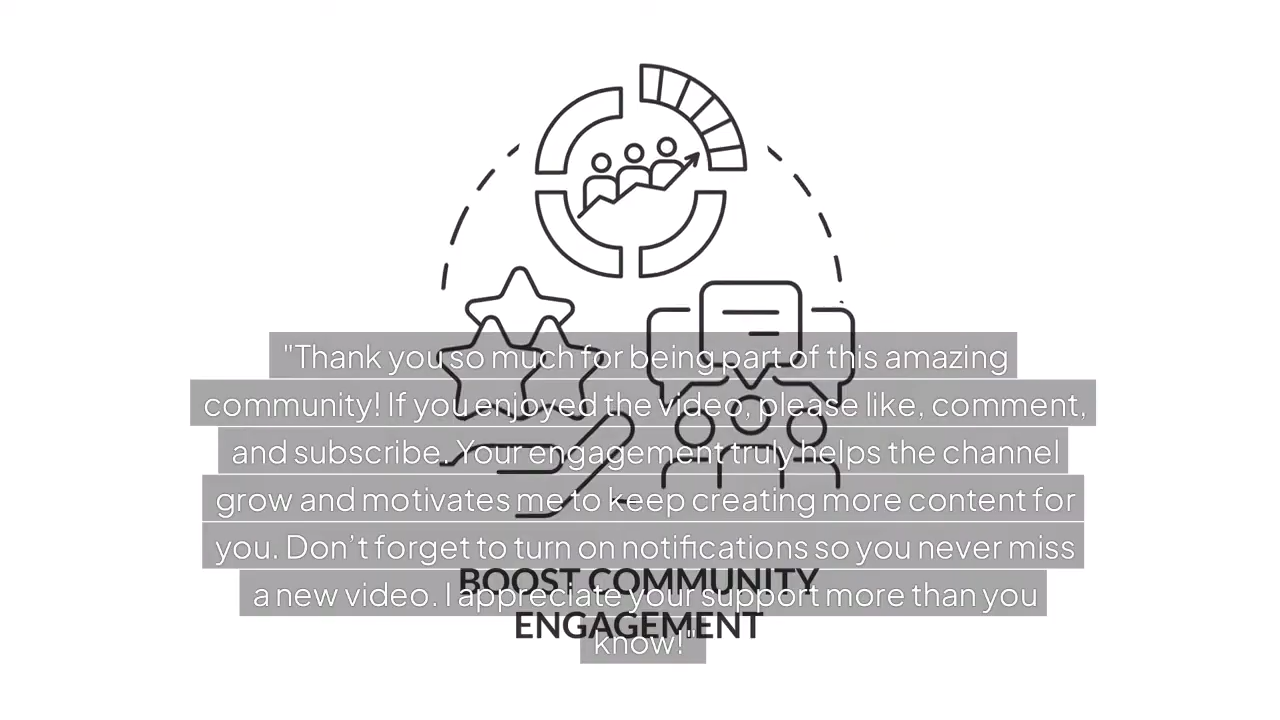 "Thank you so much for being part of this amazing
community! If you enjoyed the video, please like, comment,
and subscribe. Your engagement truly helps the channel
grow and motivates me to keep creating more content for
you. Don’t forget to turn on notifications so you never miss
a new video. I appreciate your support more than you
know!"
BOOST COMMUNITY
ENGAGEMENT